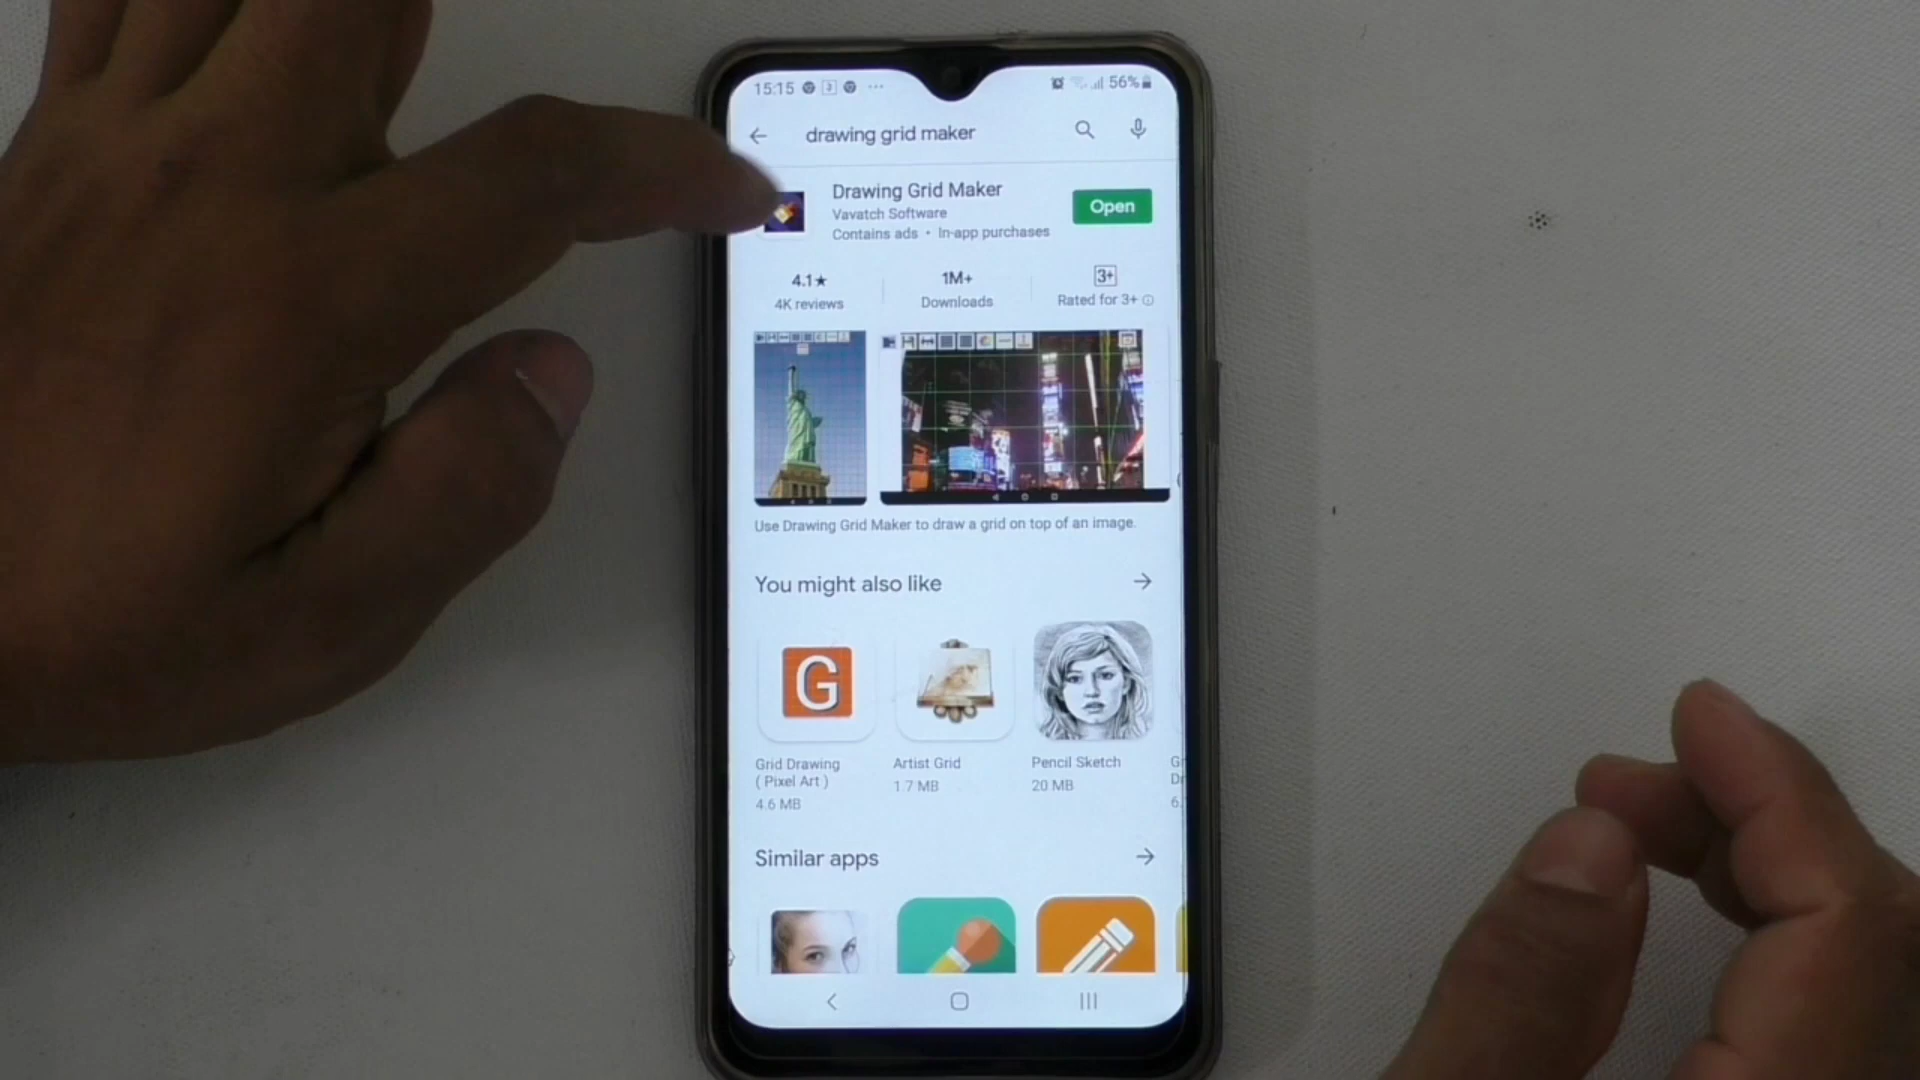 15:15
56%
drawing grid maker
Drawing Grid Maker
Vavatch Software
Contains ads • In-app purchases
Open
4.1★
4K reviews
1M+
Downloads
3+
Rated for 3+
Use Drawing Grid Maker to draw a grid on top of an image.
You might also like
G
Grid Drawing
( Pixel Art )
4.6 MB
Artist Grid
1.7 MB
Pencil Sketch
20 MB
Similar apps